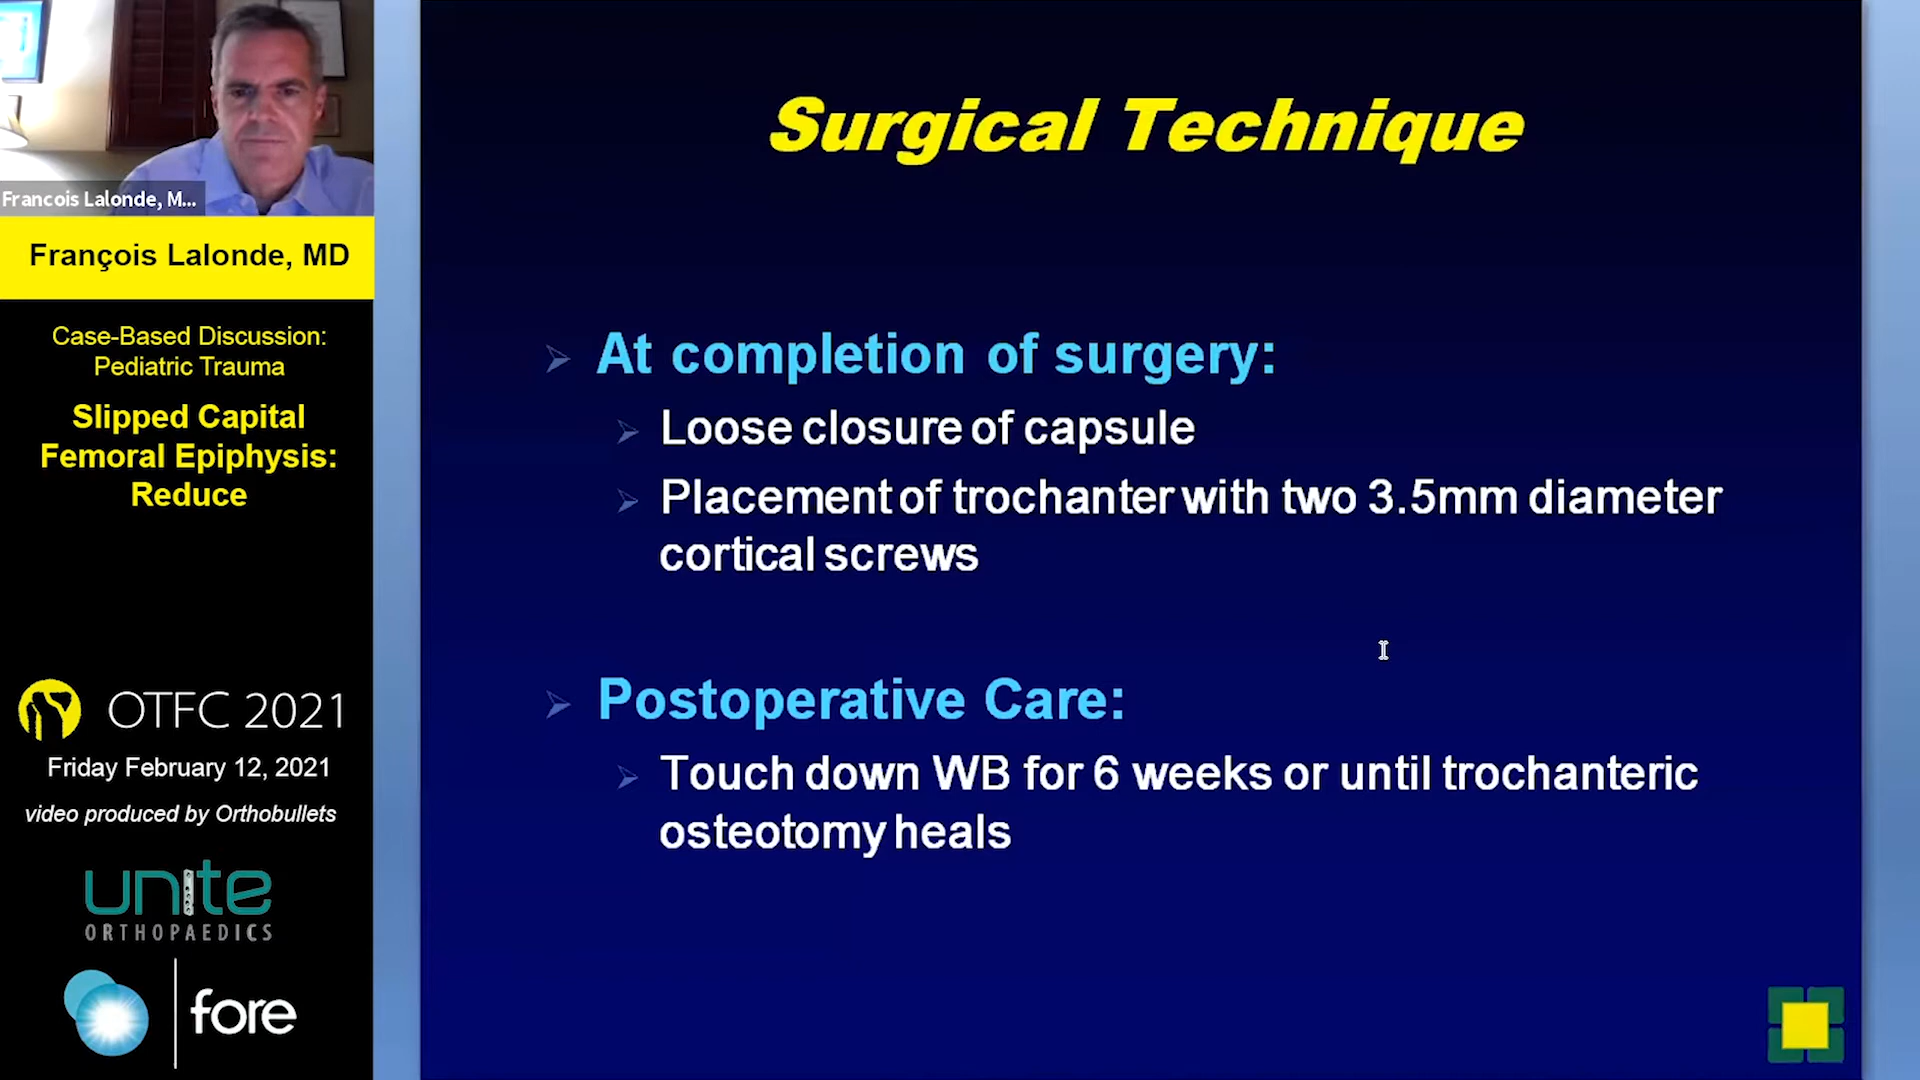 Francois Lalonde, M...
François Lalonde, MD
Case-Based Discussion:
Pediatric Trauma
Slipped Capital
Femoral Epiphysis:
Reduce
OTFC 2021
Friday February 12, 2021
video produced by Orthobullets
unite
ORTHOPAEDICS
fore
Surgical Technique
At completion of surgery:
Loose closure of capsule
Placement of trochanter with two 3.5mm diameter
cortical screws
Postoperative Care:
Touch down WB for 6 weeks or until trochanteric
osteotomy heals